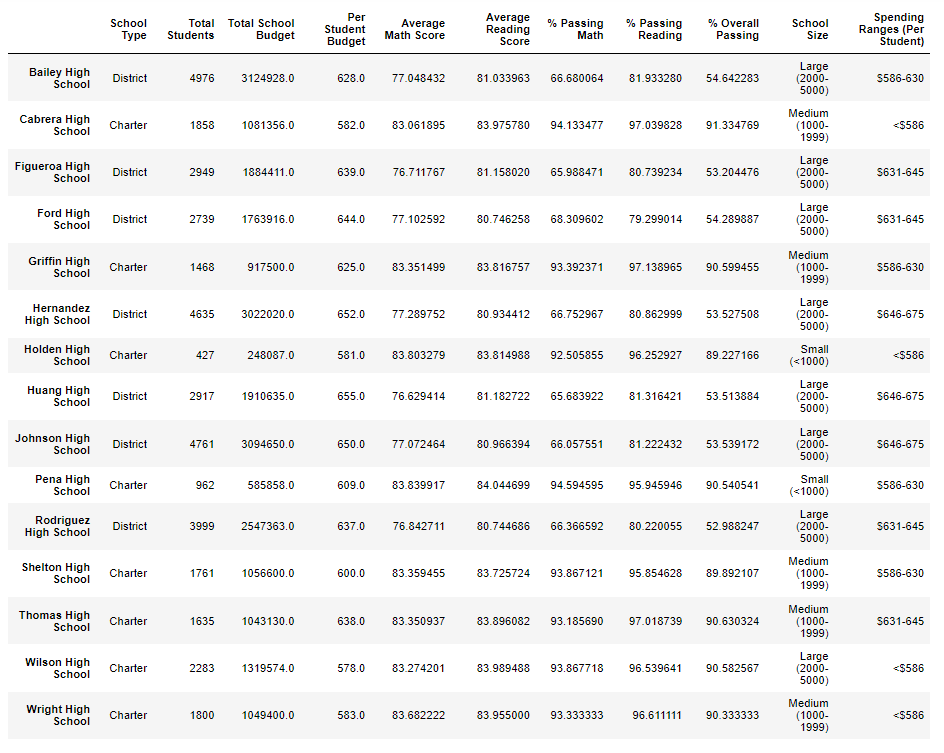 School Type Total Students Total School Budget Per Student Budget Average Math Score Average Reading Score % Passing Math % Passing Reading % Overall Passing School Size Spending Ranges (Per Student)
Bailey High School District 4976 3124928.0 628.0 77.048432 81.033963 66.680064 81.933280 54.642283 Large (2000-5000) $586-630
Cabrera High School Charter 1858 1081356.0 582.0 83.061895 83.975780 94.133477 97.039828 91.334769 Medium (1000-1999) <$586
Figueroa High School District 2949 1884411.0 639.0 76.711767 81.158020 65.988471 80.739234 53.204476 Large (2000-5000) $631-645
Ford High School District 2739 1763916.0 644.0 77.102592 80.746258 68.309602 79.299014 54.289887 Large (2000-5000) $631-645
Griffin High School Charter 1468 917500.0 625.0 83.351499 83.816757 93.392371 97.138965 90.599455 Medium (1000-1999) $586-630
Hernandez High School District 4635 3022020.0 652.0 77.289752 80.934412 66.752967 80.862999 53.527508 Large (2000-5000) $646-675
Holden High School Charter 427 248087.0 581.0 83.803279 83.814988 92.505855 96.252927 89.227166 Small (<1000) <$586
Huang High School District 2917 1910635.0 655.0 76.629414 81.182722 65.683922 81.316421 53.513884 Large (2000-5000) $646-675
Johnson High School District 4761 3094650.0 650.0 77.072464 80.966394 66.057551 81.222432 53.539172 Large (2000-5000) $646-675
Pena High School Charter 962 585858.0 609.0 83.839917 84.044699 94.594595 95.945946 90.540541 Small (<1000) $586-630
Rodriguez High School District 3999 2547363.0 637.0 76.842711 80.744686 66.366592 80.220055 52.988247 Large (2000-5000) $631-645
Shelton High School Charter 1761 1056600.0 600.0 83.359455 83.725724 93.867121 95.854628 89.892107 Medium (1000-1999) $586-630
Thomas High School Charter 1635 1043130.0 638.0 83.350937 83.896082 93.185690 97.018739 90.630324 Medium (1000-1999) $631-645
Wilson High School Charter 2283 1319574.0 578.0 83.274201 83.989488 93.867718 96.539641 90.582567 Large (2000-5000) <$586
Wright High School Charter 1800 1049400.0 583.0 83.682222 83.955000 93.333333 96.611111 90.333333 Medium (1000-1999) <$586